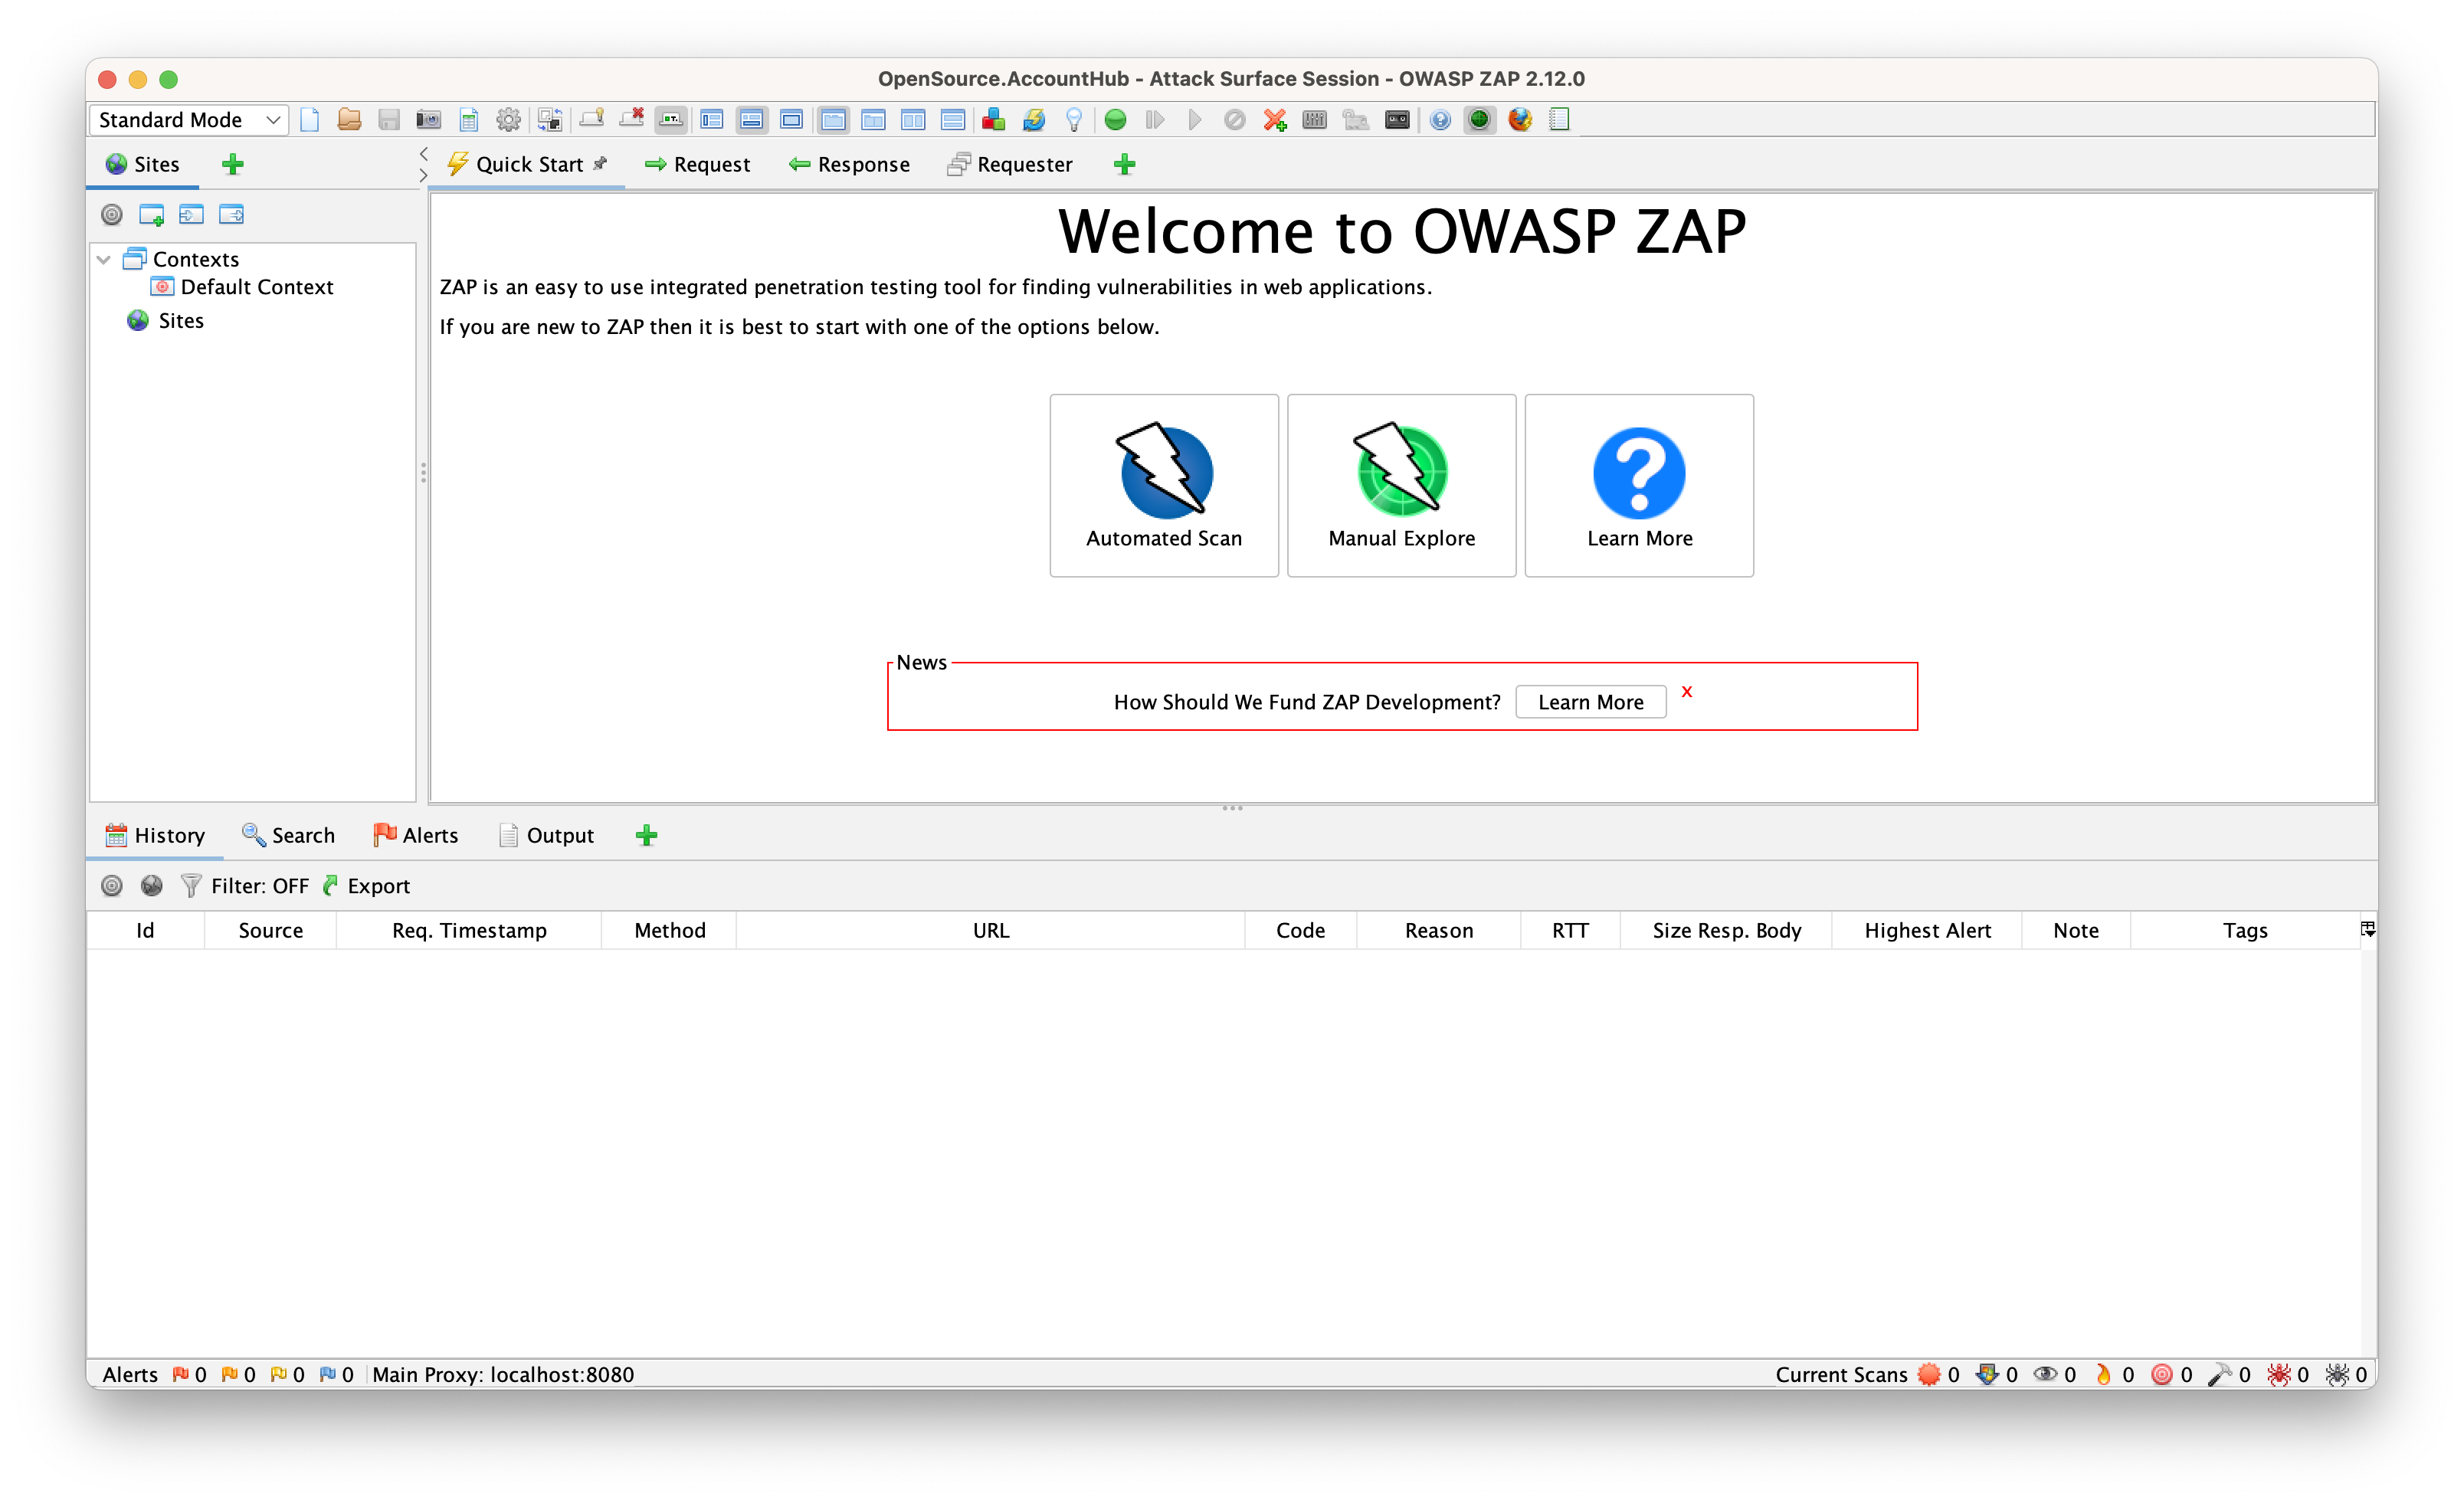 OpenSource.AccountHub - Attack Surface Session - OWASP ZAP 2.12.0
Standard Mode
Sites
Quick Start
Request
Response
Requester
Contexts
Default Context
Sites
Welcome to OWASP ZAP
ZAP is an easy to use integrated penetration testing tool for finding vulnerabilities in web applications.
If you are new to ZAP then it is best to start with one of the options below.
Automated Scan
Manual Explore
Learn More
News
How Should We Fund ZAP Development? Learn More x
History
Search
Alerts
Output
Filter: OFF Export
Id Source Req. Timestamp Method URL Code Reason RTT Size Resp. Body Highest Alert Note Tags
Alerts 0 0 0 0 Main Proxy: localhost:8080 Current Scans 0 0 0 0 0 0 0 0